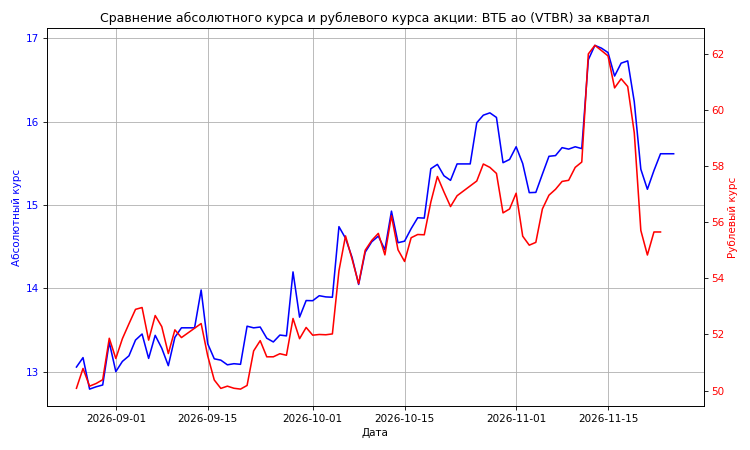 Сравнение абсолютного курса и рублевого курса акции: ВТБ ао (VTBR) за квартал
17
16
15
14
13
Абсолютный курс
62
60
58
56
54
52
50
Рублевый курс
2026-09-01 2026-09-15 2026-10-01 2026-10-15 2026-11-01 2026-11-15
Дата